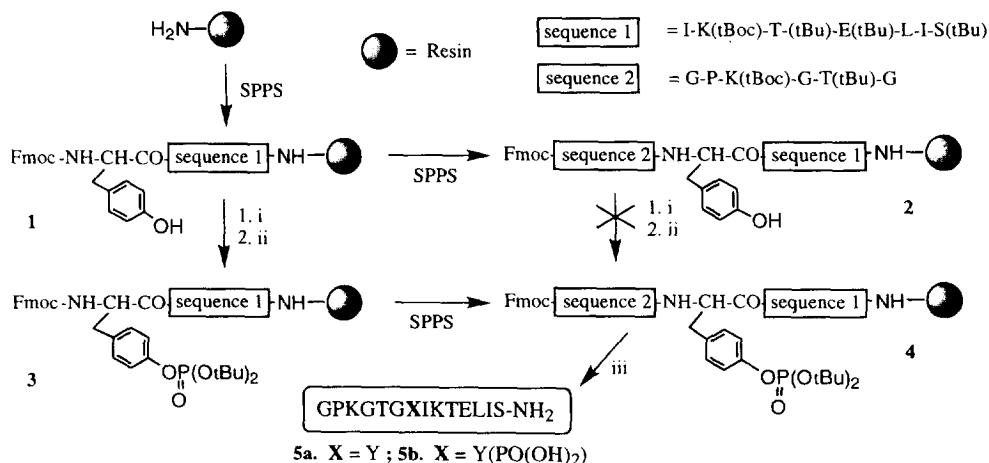 H2N
= Resin
sequence 1 = I-K(tBoc)-T-(tBu)-E(tBu)-L-I-S(tBu)
sequence 2 = G-P-K(tBoc)-G-T(tBu)-G
SPPS
Fmoc-NH-CH-CO sequence 1 NH
OH
1
SPPS
Fmoc sequence 2 NH-CH-CO sequence 1 NH
OH
2
1. i
2. ii
1. i
2. ii
Fmoc-NH-CH-CO sequence 1 NH
OP(OtBu)2
O
3
SPPS
Fmoc sequence 2 NH-CH-CO sequence 1 NH
OP(OtBu)2
O
4
iii
GPKGTGXIKTELIS-NH2
5a. X = Y ; 5b. X = Y(PO(OH)2)